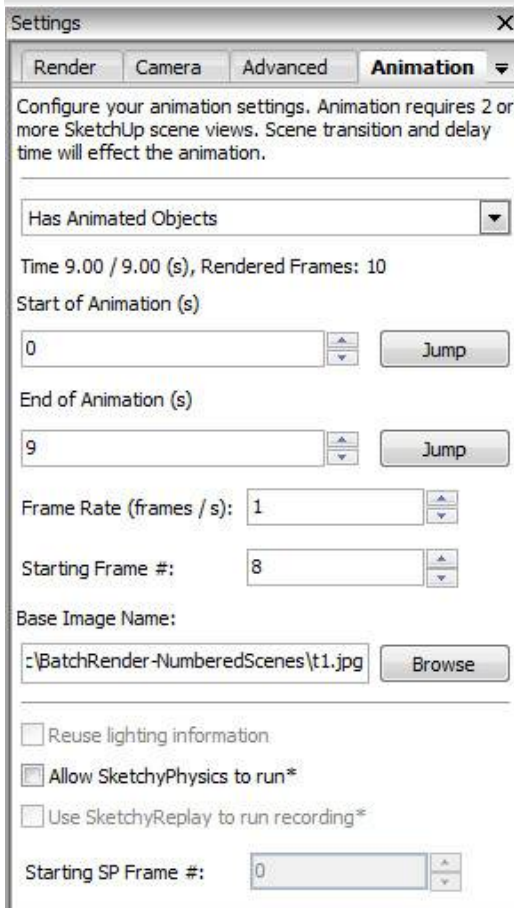 Settings
Render Camera Advanced Animation
Configure your animation settings. Animation requires 2 or
more SketchUp scene views. Scene transition and delay
time will effect the animation.
Has Animated Objects
Time 9.00 / 9.00 (s), Rendered Frames: 10
Start of Animation (s)
0 Jump
End of Animation (s)
9 Jump
Frame Rate (frames / s): 1
Starting Frame #: 8
Base Image Name:
:\BatchRender-NumberedScenes\t1.jpg Browse
Reuse lighting information
Allow SketchyPhysics to run*
Use SketchyReplay to run recording*
Starting SP Frame #: 0